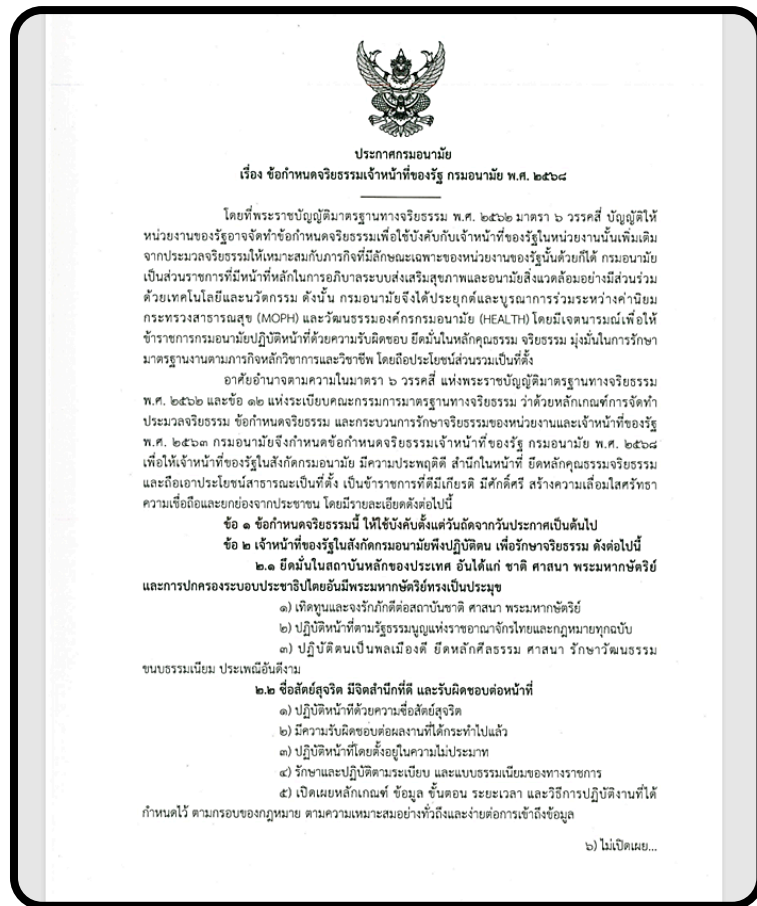 ประกาศกรมอนามัย
เรื่อง ข้อกำหนดจริยธรรมเจ้าหน้าที่ของรัฐ กรมอนามัย พ.ศ. ๒๕๖๘
โดยที่พระราชบัญญัติมาตรฐานทางจริยธรรม พ.ศ. ๒๕๖๒ มาตรา ๖ วรรคสี่ บัญญัติให้
หน่วยงานของรัฐอาจจัดทำข้อกำหนดจริยธรรมเพื่อใช้บังคับกับเจ้าหน้าที่ของรัฐในหน่วยงานนั้นเพิ่มเติม
จากประมวลจริยธรรมให้เหมาะสมกับภารกิจที่มีลักษณะเฉพาะของหน่วยงานของรัฐนั้นด้วยก็ได้ กรมอนามัย
เป็นส่วนราชการที่มีหน้าที่หลักในการอภิบาลระบบส่งเสริมสุขภาพและอนามัยสิ่งแวดล้อมอย่างมีส่วนร่วม
ด้วยเทคโนโลยีและนวัตกรรม ดังนั้น กรมอนามัยจึงได้ประยุกต์และบูรณาการร่วมระหว่างค่านิยม
กระทรวงสาธารณสุข (MOPH) และวัฒนธรรมองค์กรกรมอนามัย (HEALTH) โดยมีเจตนารมณ์เพื่อให้
ข้าราชการกรมอนามัยปฏิบัติหน้าที่ด้วยความรับผิดชอบ ยึดมั่นในหลักคุณธรรม จริยธรรม มุ่งมั่นในการรักษา
มาตรฐานงานตามภารกิจหลักวิชาการและวิชาชีพ โดยถือประโยชน์ส่วนรวมเป็นที่ตั้ง
อาศัยอำนาจตามความในมาตรา ๖ วรรคสี่ แห่งพระราชบัญญัติมาตรฐานทางจริยธรรม
พ.ศ. ๒๕๖๒ และข้อ ๑๒ แห่งระเบียบคณะกรรมการมาตรฐานทางจริยธรรม ว่าด้วยหลักเกณฑ์การจัดทำ
ประมวลจริยธรรม ข้อกำหนดจริยธรรม และกระบวนการรักษาจริยธรรมของหน่วยงานและเจ้าหน้าที่ของรัฐ
พ.ศ. ๒๕๖๓ กรมอนามัยจึงกำหนดข้อกำหนดจริยธรรมเจ้าหน้าที่ของรัฐ กรมอนามัย พ.ศ. ๒๕๖๘
เพื่อให้เจ้าหน้าที่ของรัฐในสังกัดกรมอนามัย มีความประพฤติดี สำนึกในหน้าที่ ยึดหลักคุณธรรมจริยธรรม
และถือเอาประโยชน์สาธารณะเป็นที่ตั้ง เป็นข้าราชการที่ดีมีเกียรติ มีศักดิ์ศรี สร้างความเลื่อมใสศรัทธา
ความเชื่อถือและยกย่องจากประชาชน โดยมีรายละเอียดดังต่อไปนี้
ข้อ ๑ ข้อกำหนดจริยธรรมนี้ ให้ใช้บังคับตั้งแต่วันถัดจากวันประกาศเป็นต้นไป
ข้อ ๒ เจ้าหน้าที่ของรัฐในสังกัดกรมอนามัยพึงปฏิบัติตน เพื่อรักษาจริยธรรม ดังต่อไปนี้
๒.๑ ยึดมั่นในสถาบันหลักของประเทศ อันได้แก่ ชาติ ศาสนา พระมหากษัตริย์
และการปกครองระบอบประชาธิปไตยอันมีพระมหากษัตริย์ทรงเป็นประมุข
๑) เทิดทูนและจงรักภักดีต่อสถาบันชาติ ศาสนา พระมหากษัตริย์
๒) ปฏิบัติหน้าที่ตามรัฐธรรมนูญแห่งราชอาณาจักรไทยและกฎหมายทุกฉบับ
๓) ปฏิบัติตนเป็นพลเมืองดี ยึดหลักศีลธรรม ศาสนา รักษาวัฒนธรรม
ขนบธรรมเนียม ประเพณีอันดีงาม
๒.๒ ซื่อสัตย์สุจริต มีจิตสำนึกที่ดี และรับผิดชอบต่อหน้าที่
๑) ปฏิบัติหน้าที่ด้วยความซื่อสัตย์สุจริต
๒) มีความรับผิดชอบต่อผลงานที่ได้กระทำไปแล้ว
๓) ปฏิบัติหน้าที่โดยตั้งอยู่ในความไม่ประมาท
๔) รักษาและปฏิบัติตามระเบียบ และแบบธรรมเนียมของทางราชการ
๕) เปิดเผยหลักเกณฑ์ ข้อมูล ขั้นตอน ระยะเวลา และวิธีการปฏิบัติงานที่ได้
กำหนดไว้ ตามกรอบของกฎหมาย ตามความเหมาะสมอย่างทั่วถึงและง่ายต่อการเข้าถึงข้อมูล
๖) ไม่เปิดเผย...